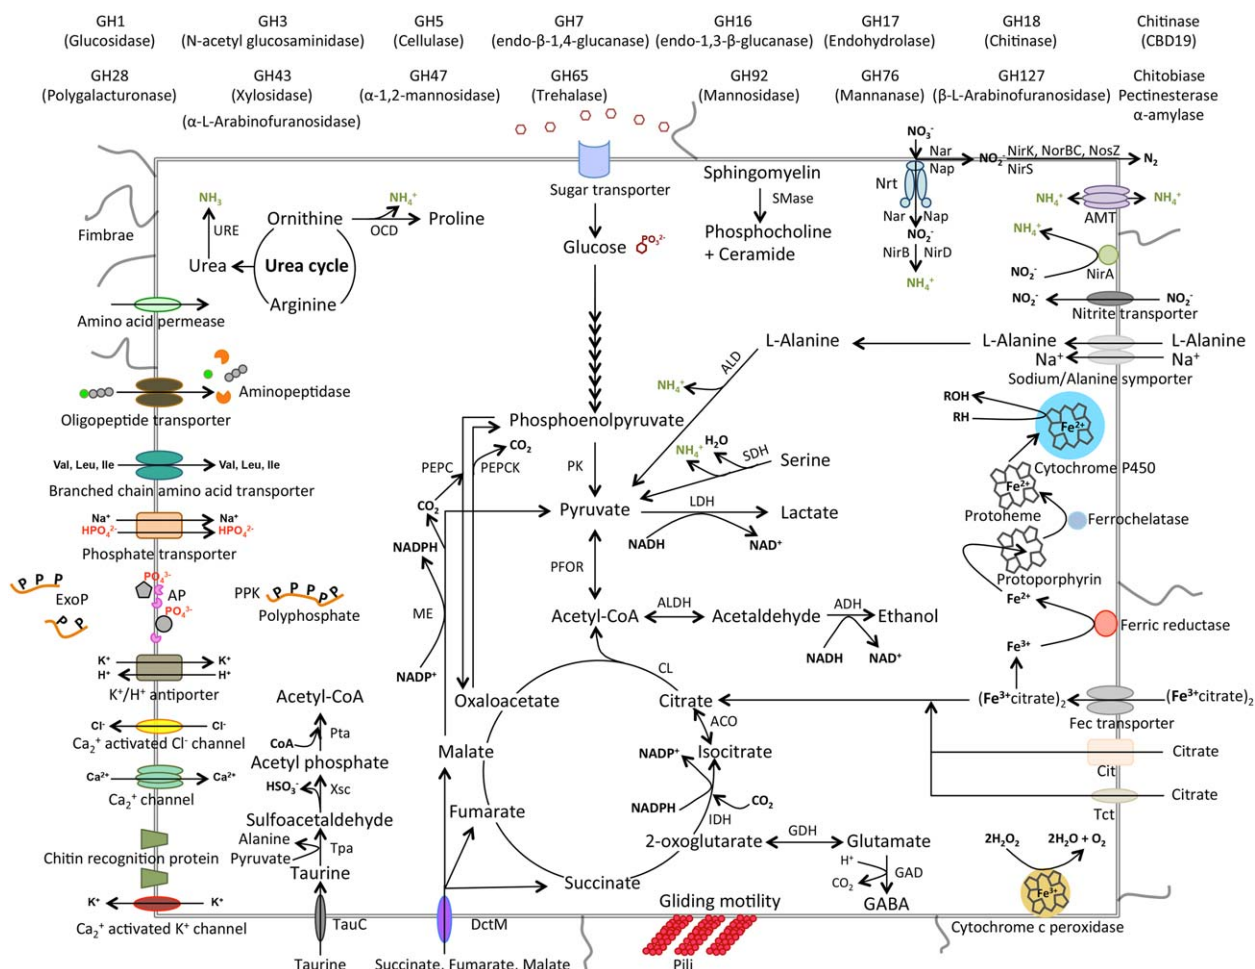 GH1 GH3 GH5 GH7 GH16 GH17 GH18 Chitinase
(Glucosidase) (N-acetyl glucosaminidase) (Cellulase) (endo-β-1,4-glucanase) (endo-1,3-β-glucanase) (Endohydrolase) (Chitinase) (CBD19)
GH28 GH43 GH47 GH65 GH92 GH76 GH127 Chitobiase
(Polygalacturonase) (Xylosidase) (α-1,2-mannosidase) (Trehalase) (Mannosidase) (Mannanase) (β-L-Arabinofuranosidase) Pectinesterase
(α-L-Arabinofuranosidase) α-amylase
Fimbrae
NH₃
URE
Urea
Ornithine
Urea cycle
Arginine
NH₄⁺
OCD
Proline
Amino acid permease
Aminopeptidase
Oligopeptide transporter
Val, Leu, Ile Val, Leu, Ile
Branched chain amino acid transporter
Na⁺ Na⁺
HPO₄²⁻ HPO₄²⁻
Phosphate transporter
P P P
ExoP
P P
PO₄³⁻
AP
PO₄³⁻
PPK
P P P P P
Polyphosphate
K⁺ K⁺
H⁺ H⁺
K⁺/H⁺ antiporter
Cl⁻ Cl⁻
Ca₂⁺ activated Cl⁻ channel
Ca²⁺ Ca²⁺
Ca₂⁺ channel
Chitin recognition protein
K⁺ K⁺
Ca₂⁺ activated K⁺ channel
Acetyl-CoA
CoA
Pta
Acetyl phosphate
HSO₃⁻
Xsc
Sulfoacetaldehyde
Alanine
Pyruvate
Tpa
Taurine
TauC
Taurine
Sugar transporter
Glucose
PO₃²⁻
Phosphoenolpyruvate
PEPC
PEPCK
CO₂
PK
CO₂
Pyruvate
NADPH
ME
NADP⁺
PFOR
LDH
Lactate
NADH NAD⁺
Acetyl-CoA
ALDH
Acetaldehyde
ADH
Ethanol
NADH NAD⁺
CL
Oxaloacetate
Citrate
ACO
Malate
NADP⁺
Isocitrate
NADPH
CO₂
IDH
Fumarate
2-oxoglutarate
GDH
Glutamate
H⁺
GAD
CO₂
GABA
Succinate
DctM
Succinate, Fumarate, Malate
Gliding motility
Pili
Sphingomyelin
SMase
Phosphocholine
+ Ceramide
L-Alanine
ALD
NH₄⁺
H₂O
NH₄⁺
SDH
Serine
NO₃⁻
Nar
Nap
NO₂⁻
NirK, NorBC, NosZ
NirS
N₂
Nrt
Nar Nap
NO₂⁻
NirB NirD
NH₄⁺
NH₄⁺ NH₄⁺
AMT
NH₄⁺
NO₂⁻
NirA
NO₂⁻ NO₂⁻
Nitrite transporter
L-Alanine L-Alanine
Na⁺ Na⁺
Sodium/Alanine symporter
ROH
RH
Fe²⁺
Cytochrome P450
Fe²⁺
Protoheme
Ferrochelatase
Protoporphyrin
Fe²⁺
Ferric reductase
Fe³⁺
(Fe³⁺citrate)₂ (Fe³⁺citrate)₂
Fec transporter
Citrate
Cit
Citrate
Tct
2H₂O₂ 2H₂O + O₂
Fe³⁺
Cytochrome c peroxidase